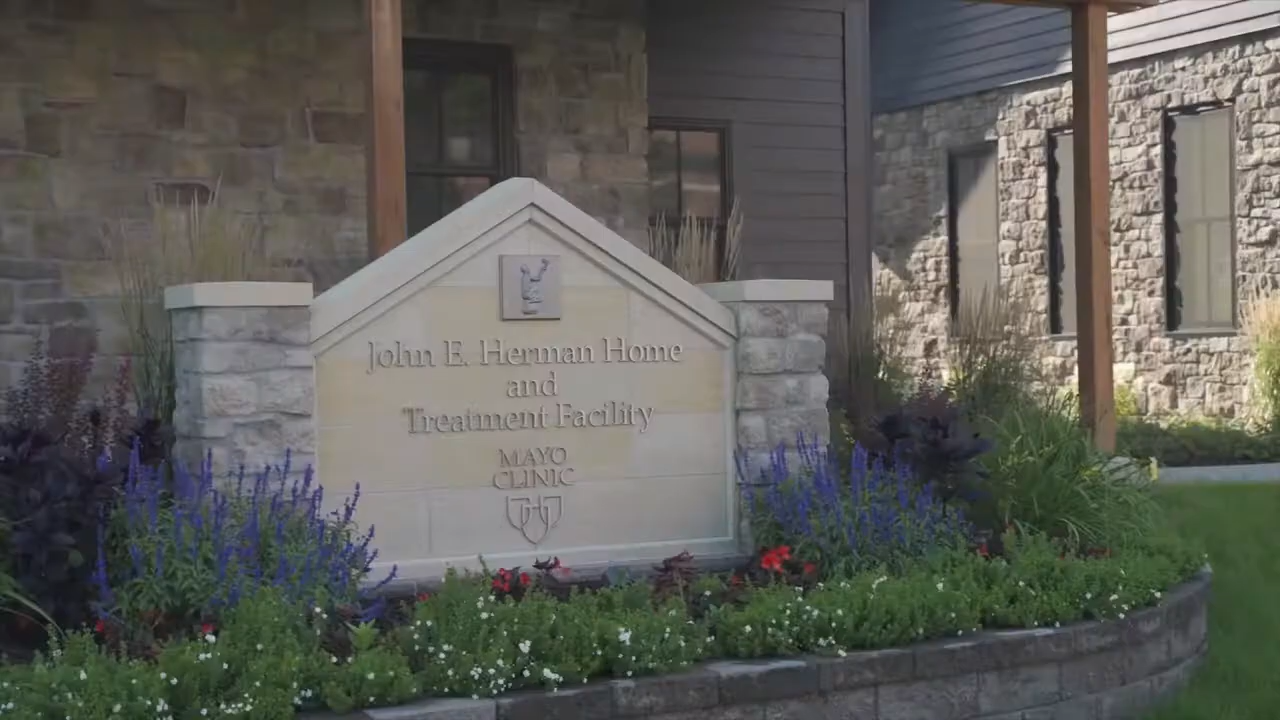 John E. Herman Home
and
Treatment Facility
MAYO
CLINIC